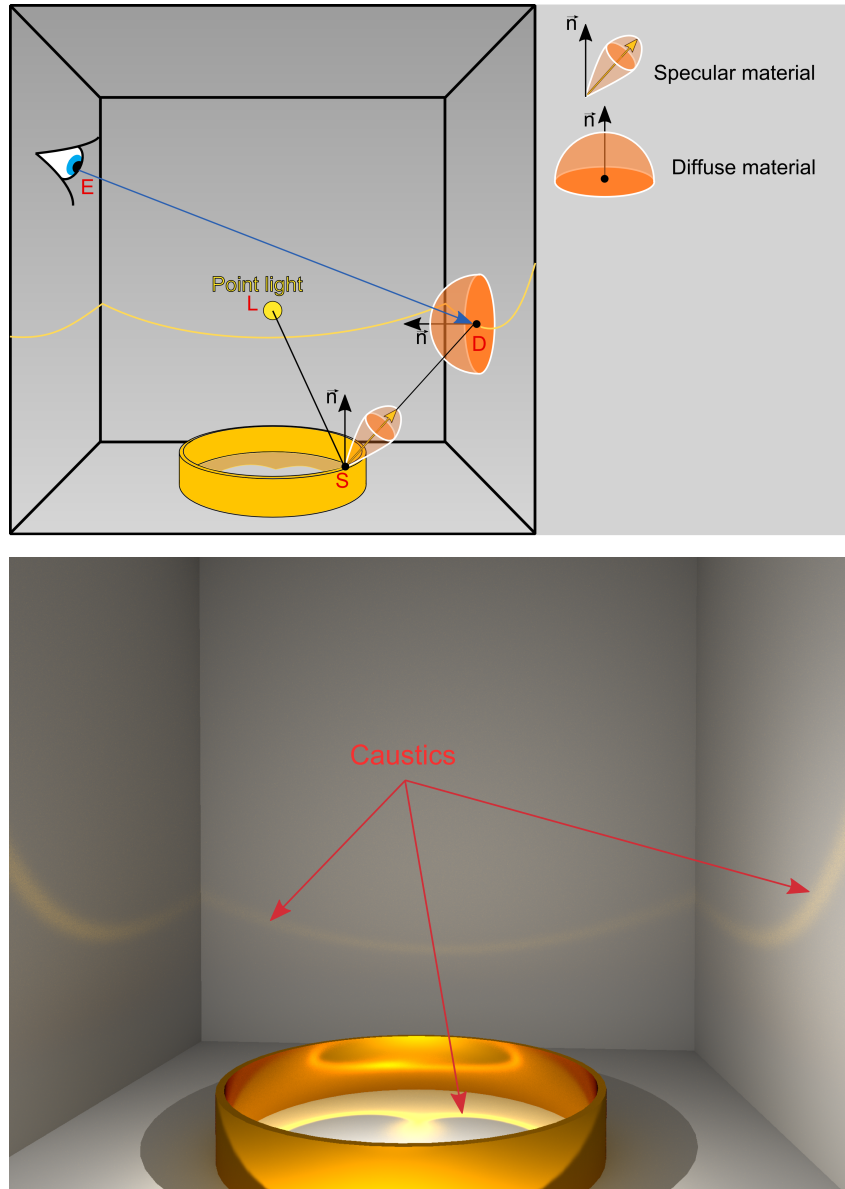 n⃗
Specular material
n⃗
Diffuse material
E
Point light
L
n⃗
D
n⃗
S
Caustics